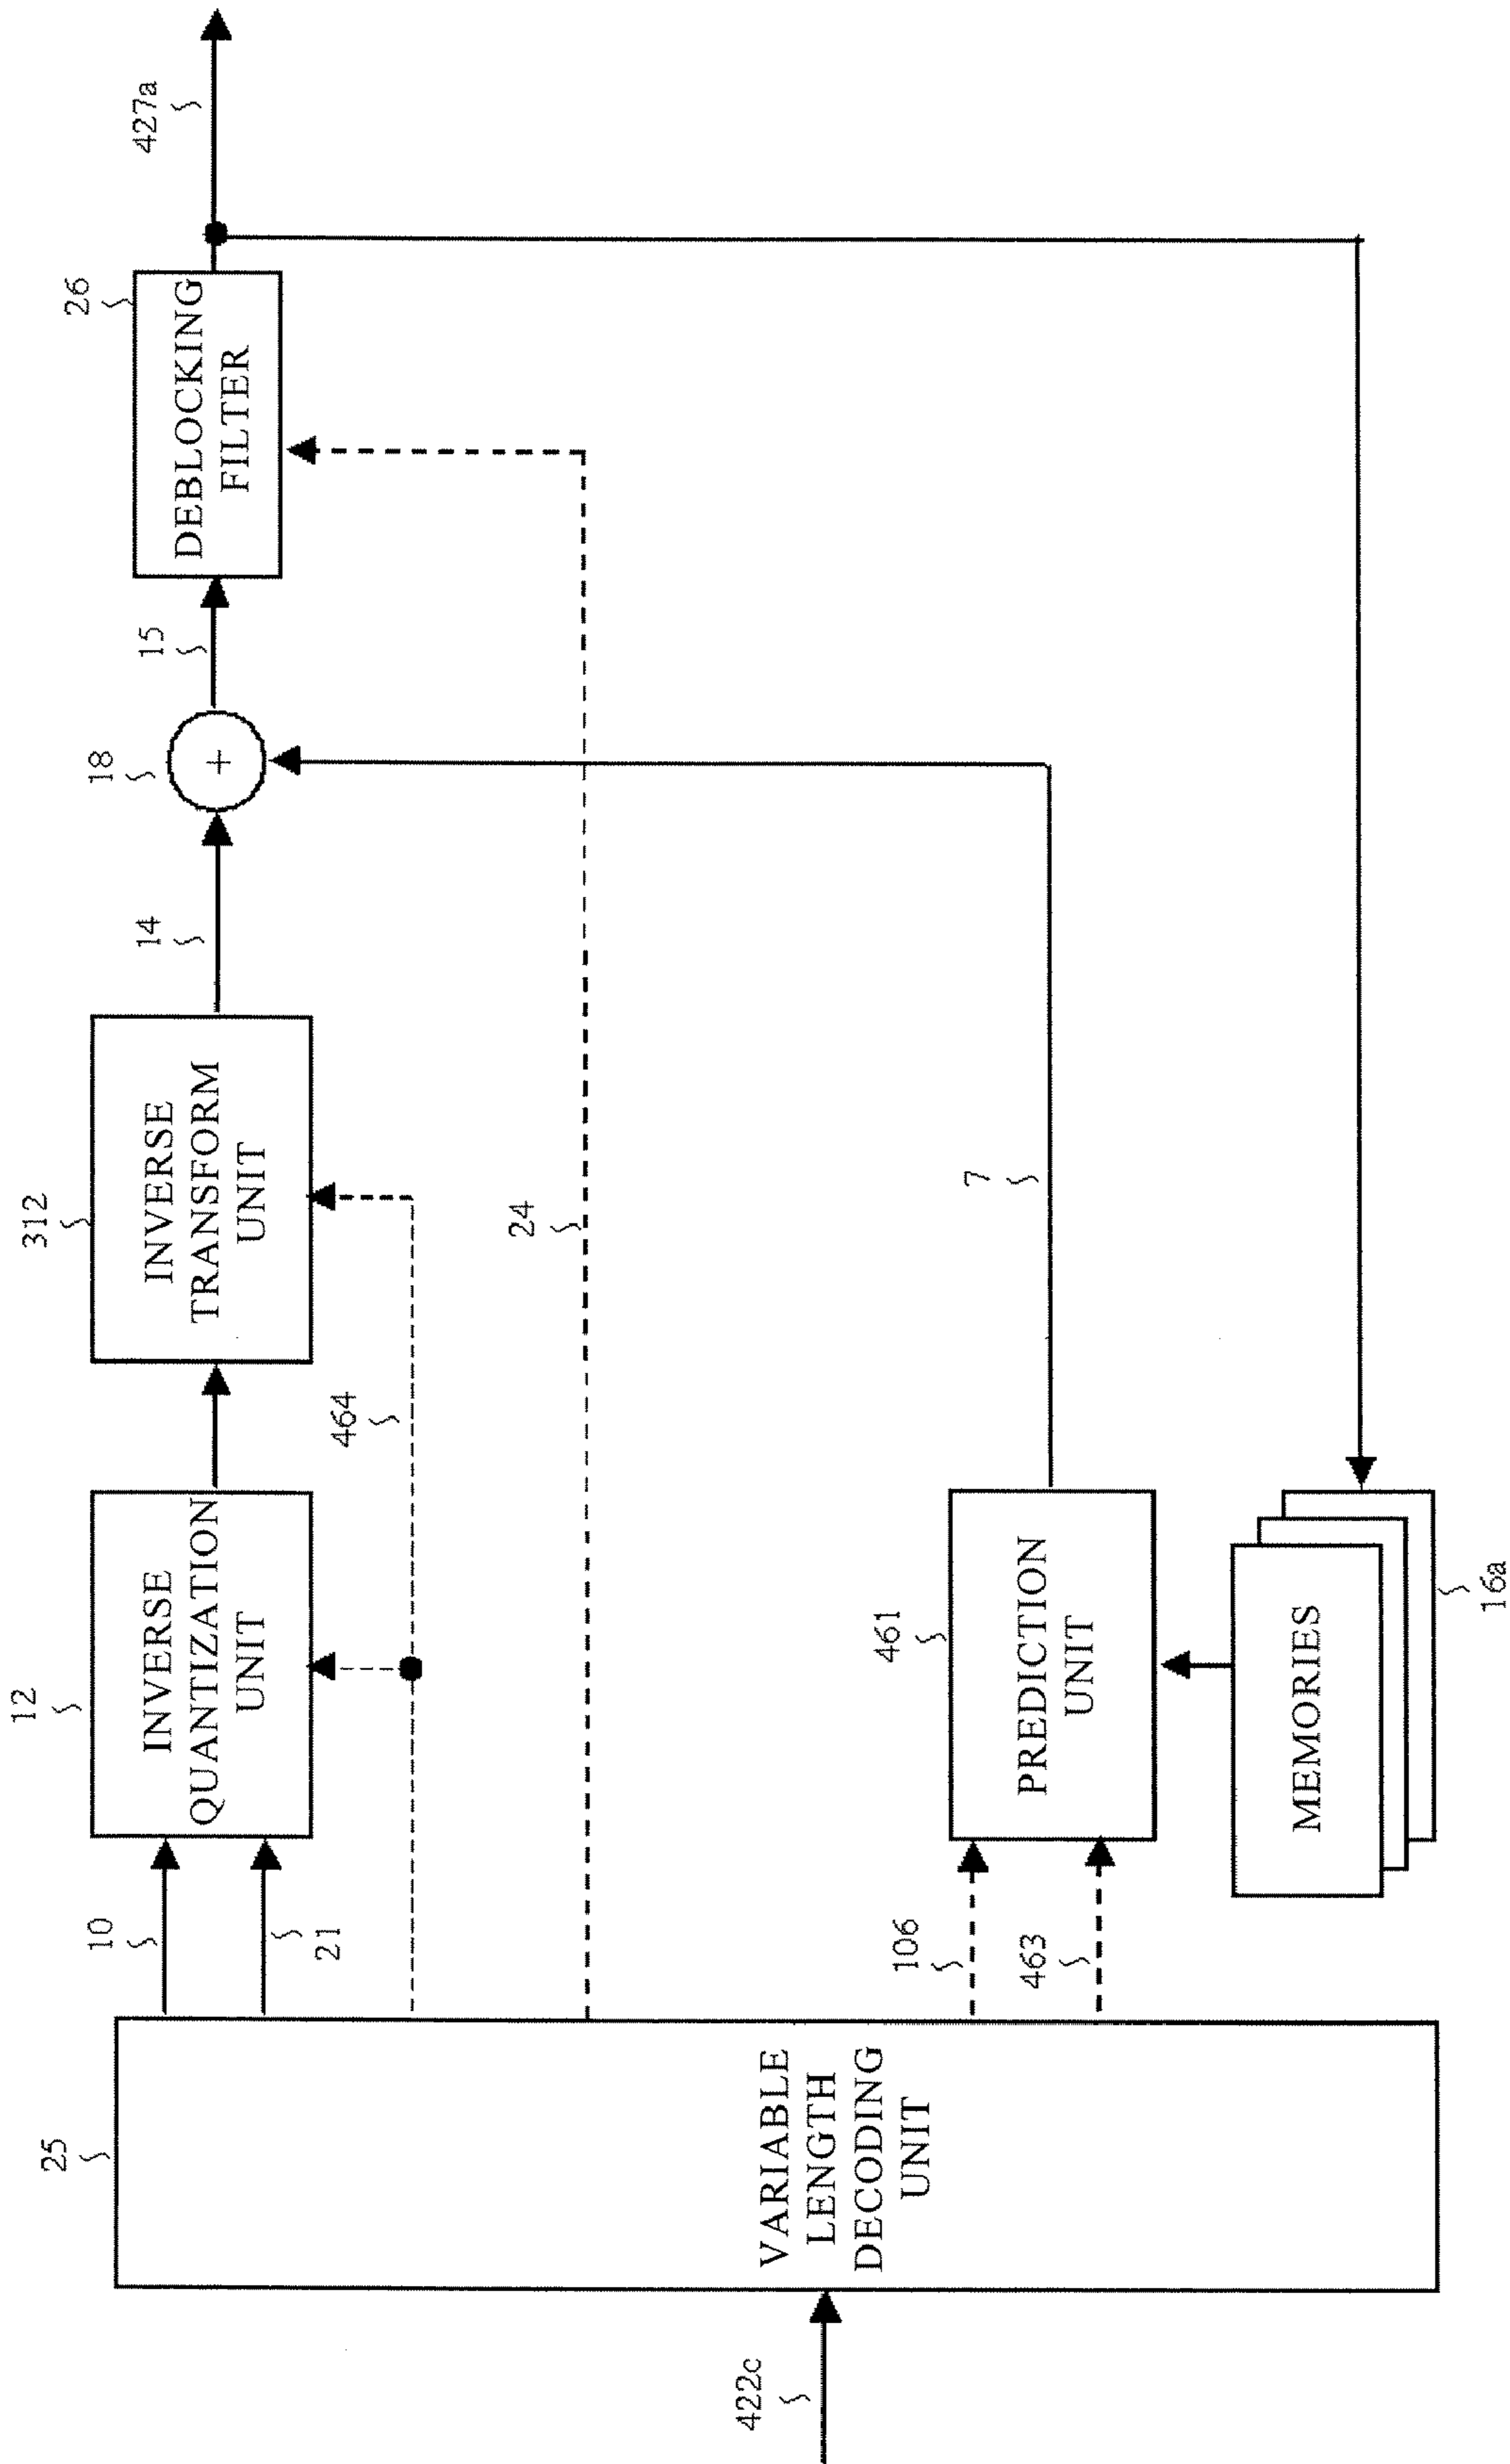 422c
25
VARIABLE
LENGTH
DECODING
UNIT
10
21
12
INVERSE
QUANTIZATION
UNIT
464
312
INVERSE
TRANSFORM
UNIT
14
18
+
15
26
DEBLOCKING
FILTER
427a
24
106
463
461
PREDICTION
UNIT
7
MEMORIES
16a